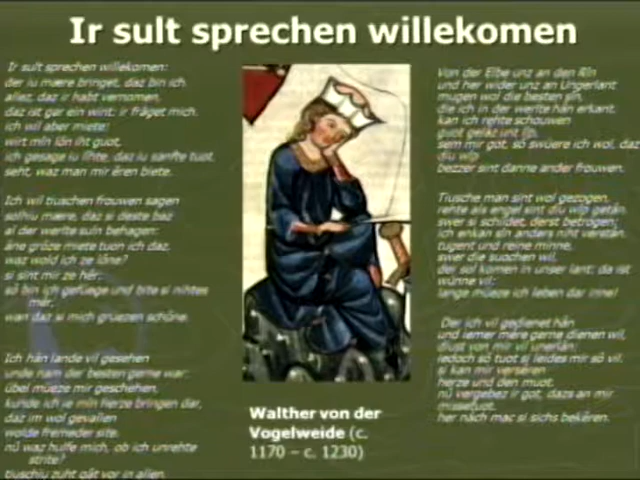 Ir sult sprechen willekomen
Ir sult sprechen willekomen:
der iu mære bringet, daz bin ich.
allez, daz ir habt vernomen,
daz ist gar ein wint: ir frâget mich.
ich wil aber miete:
wirt mîn lôn iht guot,
ich gesage iu lîhte, daz iu sanfte tuot.
seht, waz man mir êren biete.
Ich wil tiuschen frouwen sagen
solhiu mære, daz si deste baz
al der werlte suln behagen:
âne grôze miete tuon ich daz.
waz wold ich ze lône?
si sint mir ze hêr:
sô bin ich gefüege und bite si nihtes
mêr,
wan daz si mich grüezen schône.
Ich hân lande vil gesehen
unde nam der besten gerne war:
übel müeze mir geschehen,
kunde ich ie mîn herze bringen dar,
daz im wol gevallen
wolde fremeder site.
nû waz hulfe mich, ob ich unrehte
strite?
tiuschiu zuht gât vor in allen.
Walther von der
Vogelweide (c.
1170 – c. 1230)
Von der Elbe unz an den Rîn
und her wider unz an Ungerlant
mugen wol die besten sîn,
die ich in der werlte hân erkant.
kan ich rehte schouwen
guot gelâz unt lîp,
sem mir got, sô swüere ich wol, daz
diu wîp
bezzer sint danne ander frouwen.
Tiusche man sint wol gezogen,
rehte als engel sint diu wîp getân.
swer si schildet, derst betrogen:
ich enkan sîn anders niht verstân.
tugent und reine minne,
swer die suochen wil,
der sol komen in unser lant: da ist
wünne vil:
lange müeze ich leben dar inne!
Der ich vil gedienet hân
und iemer mêre gerne dienen wil,
diust von mir vil unerlân:
iedoch sô tuot si leides mir sô vil.
si kan mir versêren
herze und den muot.
nû vergebez ir got, dazs an mir
missetuot.
her nâch mac si sichs bekêren.